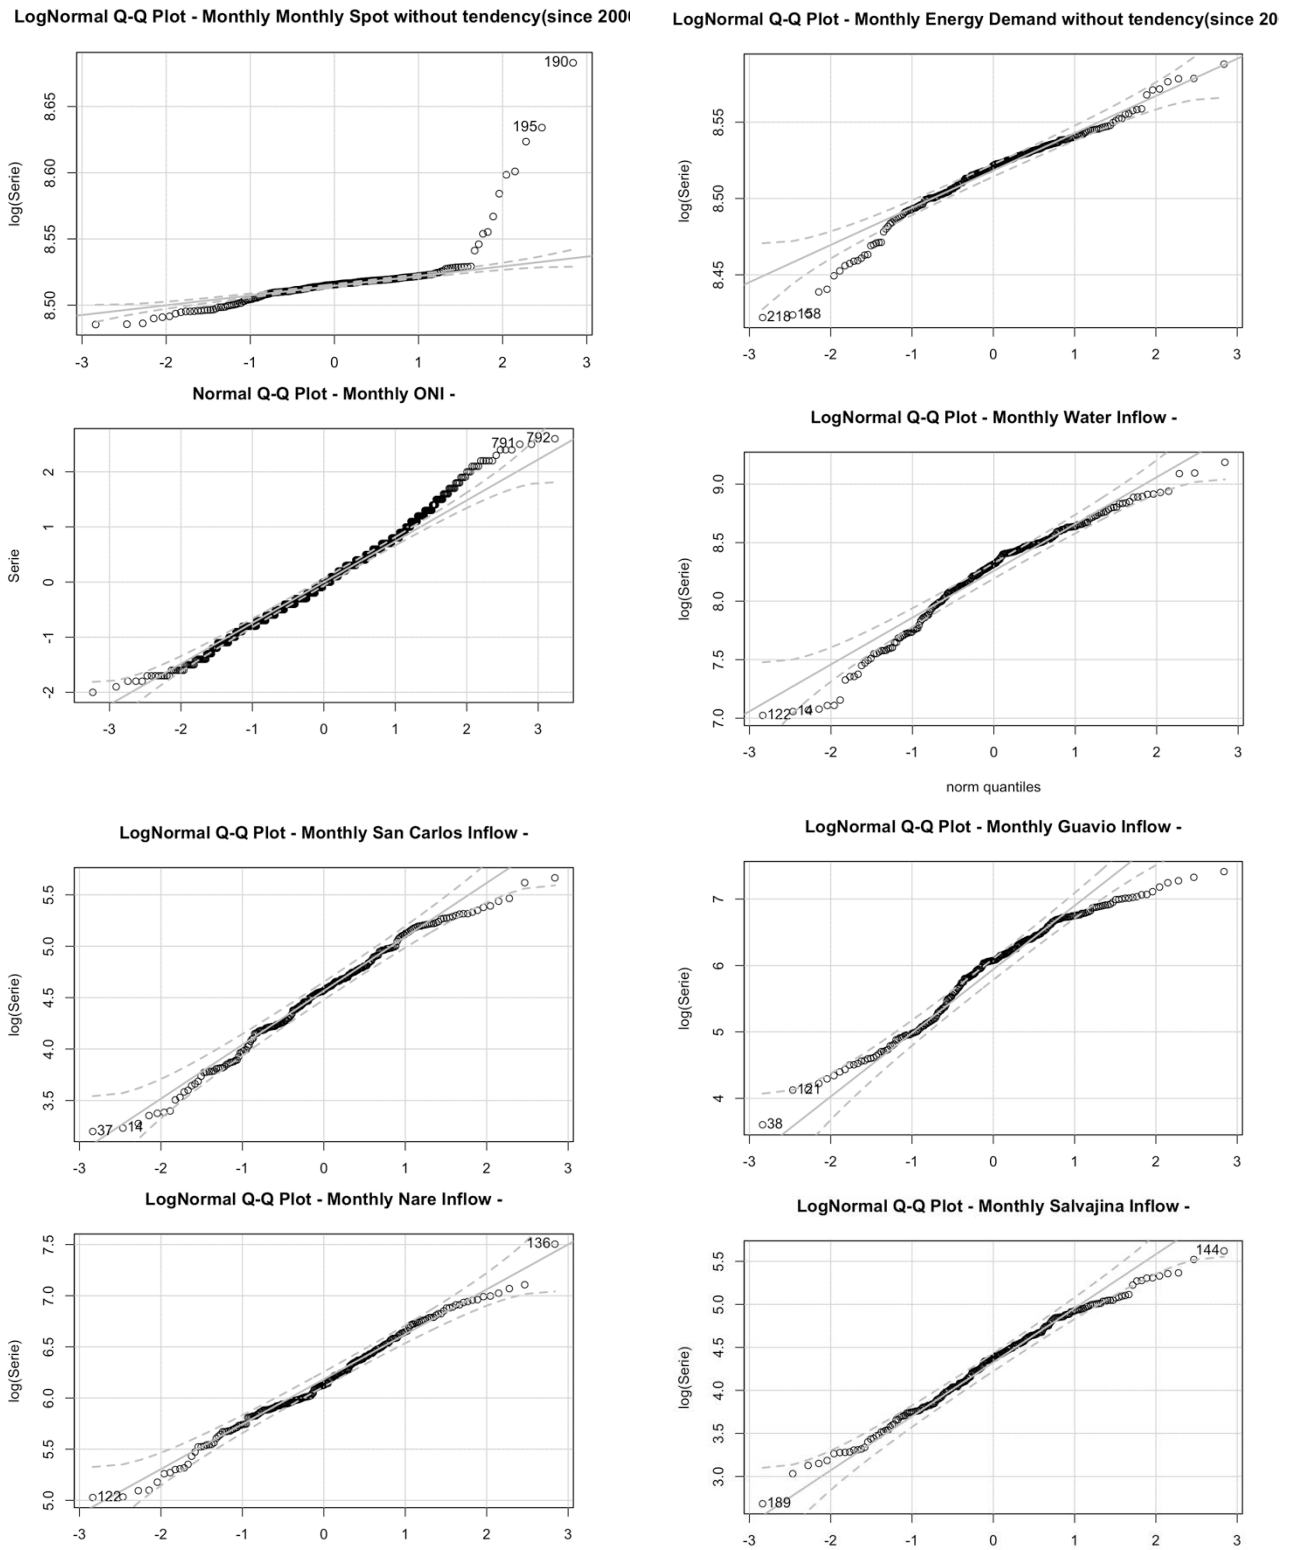 LogNormal Q-Q Plot - Monthly Monthly Spot without tendency(since 200
log(Serie)
8.65
8.60
8.55
8.50
190
195
-3 -2 -1 0 1 2 3
LogNormal Q-Q Plot - Monthly Energy Demand without tendency(since 20
log(Serie)
8.55
8.50
8.45
218 158
-3 -2 -1 0 1 2 3
Normal Q-Q Plot - Monthly ONI -
Serie
2
1
0
-1
-2
791 792
-3 -2 -1 0 1 2 3
LogNormal Q-Q Plot - Monthly Water Inflow -
log(Serie)
9.0
8.5
8.0
7.5
7.0
122 14
-3 -2 -1 0 1 2 3
norm quantiles
LogNormal Q-Q Plot - Monthly San Carlos Inflow -
log(Serie)
5.5
5.0
4.5
4.0
3.5
37 14
-3 -2 -1 0 1 2 3
LogNormal Q-Q Plot - Monthly Guavio Inflow -
log(Serie)
7
6
5
4
121
38
-3 -2 -1 0 1 2 3
LogNormal Q-Q Plot - Monthly Nare Inflow -
log(Serie)
7.5
7.0
6.5
6.0
5.5
5.0
136
122
-3 -2 -1 0 1 2 3
LogNormal Q-Q Plot - Monthly Salvajina Inflow -
log(Serie)
5.5
5.0
4.5
4.0
3.5
3.0
144
189
-3 -2 -1 0 1 2 3